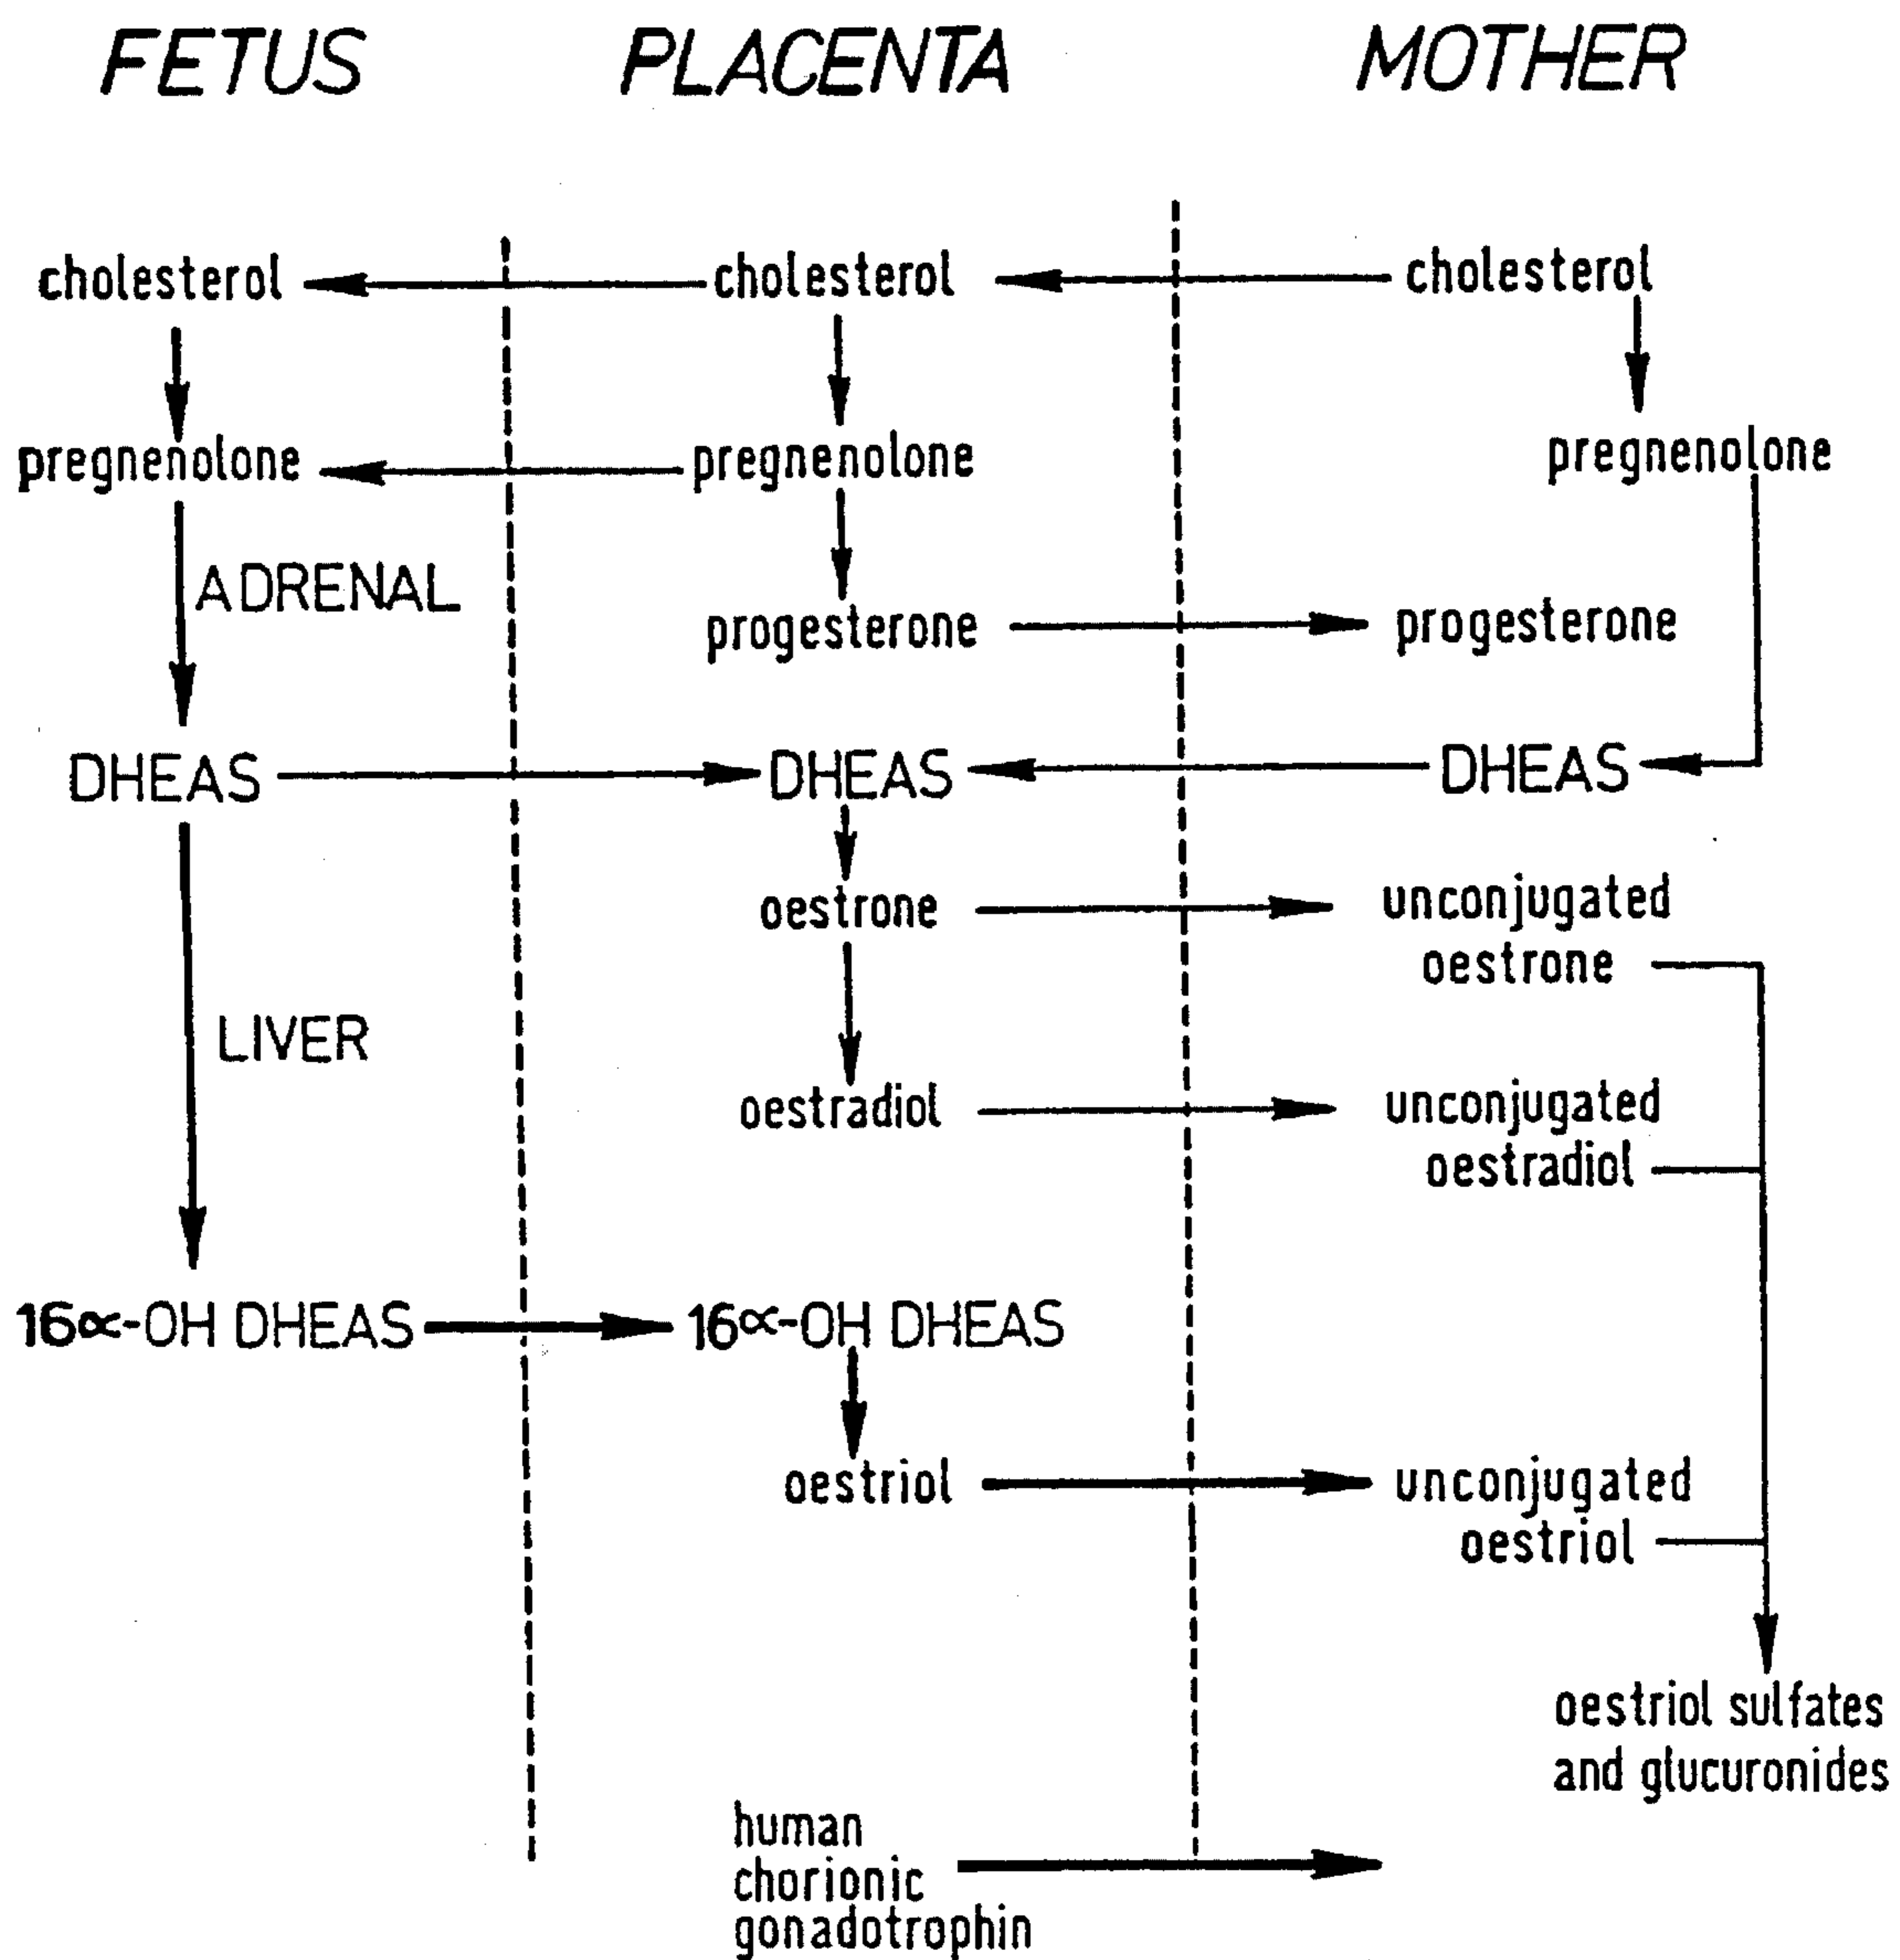 FETUS PLACENTA MOTHER
cholesterol cholesterol cholesterol
pregnenolone pregnenolone pregnenolone
ADRENAL
progesterone progesterone
DHEAS DHEAS DHEAS
oestrone unconjugated
oestrone
LIVER
oestradiol unconjugated
oestradiol
16∝-OH DHEAS 16∝-OH DHEAS
oestriol unconjugated
oestriol
oestriol sulfates
and glucuronides
human
chorionic
gonadotrophin